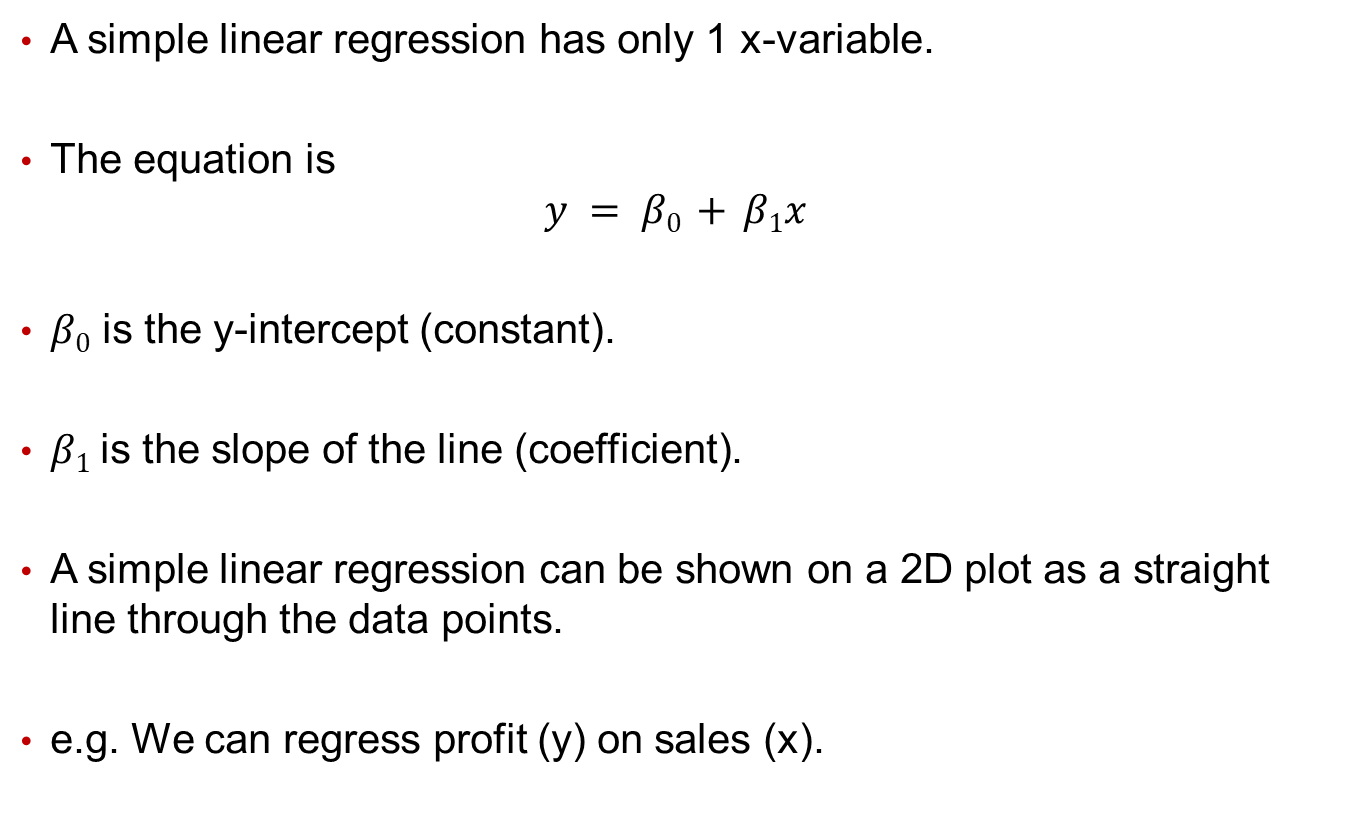 • A simple linear regression has only 1 x-variable.
• The equation is
y = β₀ + β₁x
• β₀ is the y-intercept (constant).
• β₁ is the slope of the line (coefficient).
• A simple linear regression can be shown on a 2D plot as a straight
line through the data points.
• e.g. We can regress profit (y) on sales (x).